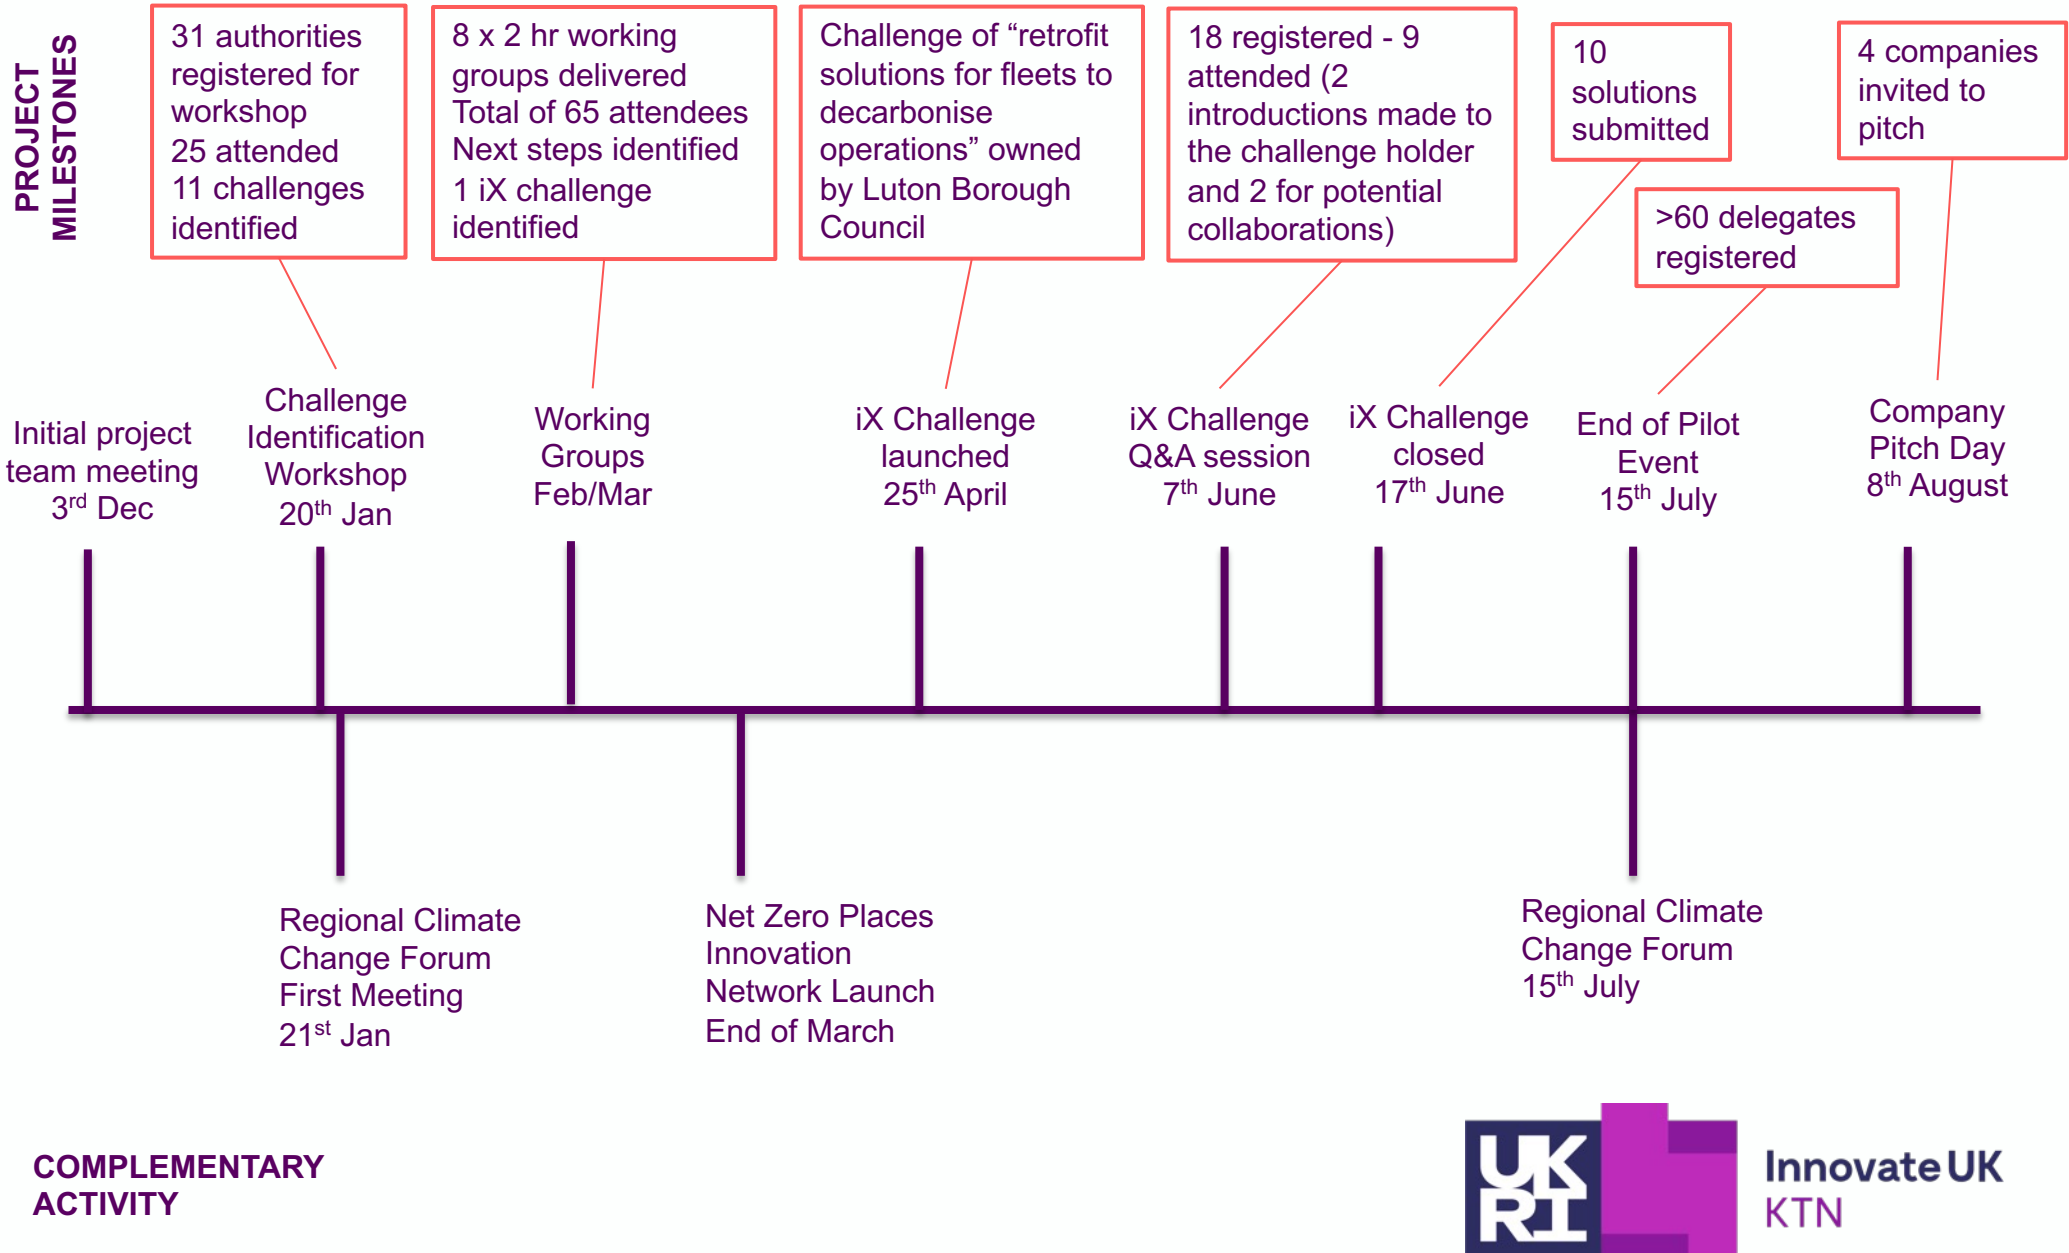 PROJECT
MILESTONES
31 authorities
registered for
workshop
25 attended
11 challenges
identified
8 x 2 hr working
groups delivered
Total of 65 attendees
Next steps identified
1 iX challenge
identified
Challenge of “retrofit
solutions for fleets to
decarbonise
operations” owned
by Luton Borough
Council
18 registered - 9
attended (2
introductions made to
the challenge holder
and 2 for potential
collaborations)
10
solutions
submitted
>60 delegates
registered
4 companies
invited to
pitch
Initial project
team meeting
3rd Dec
Challenge
Identification
Workshop
20th Jan
Working
Groups
Feb/Mar
iX Challenge
launched
25th April
iX Challenge
Q&A session
7th June
iX Challenge
closed
17th June
End of Pilot
Event
15th July
Company
Pitch Day
8th August
Regional Climate
Change Forum
First Meeting
21st Jan
Net Zero Places
Innovation
Network Launch
End of March
Regional Climate
Change Forum
15th July
COMPLEMENTARY
ACTIVITY
UK
RI
Innovate UK
KTN